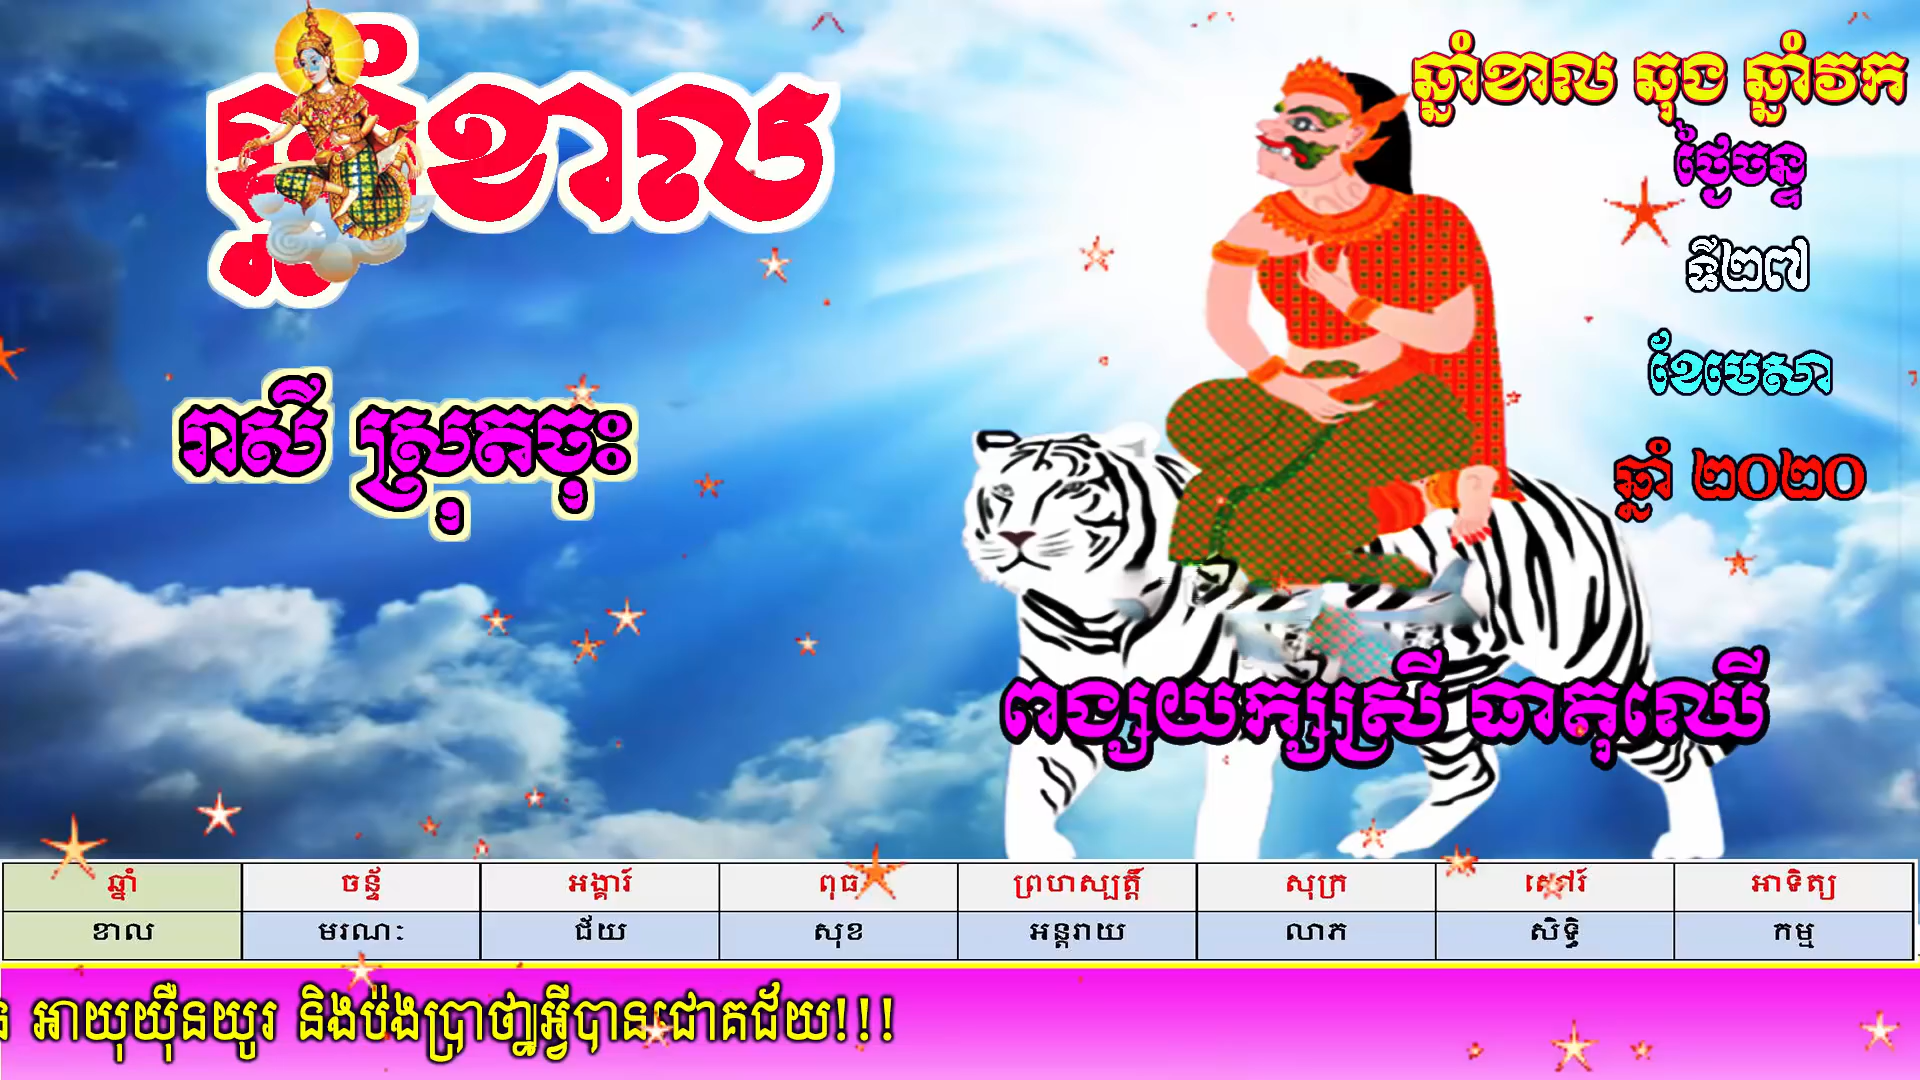 ឆ្នាំខាល
រាសី ស្រុតចុះ
ឆ្នាំខាល ឆុង ឆ្នាំវក
ថ្ងៃចន្ទ
ទី២៧
ខែមេសា
ឆ្នាំ ២០២០
ពង្សយក្សស្រី ធាតុឈើ
ឆ្នាំ ចន្ទ័ អង្គារ៍ ពុធ ព្រហស្បត្តិ៍ សុក្រ សៅរ៍ អាទិត្យ
ខាល មរណៈ ជ័យ សុខ អន្តរាយ លាភ សិទ្ធិ កម្ម
អាយុយ៉ឺនយូរ និងប៉ងប្រាថា្នអ្វីបានជោគជ័យ!!!